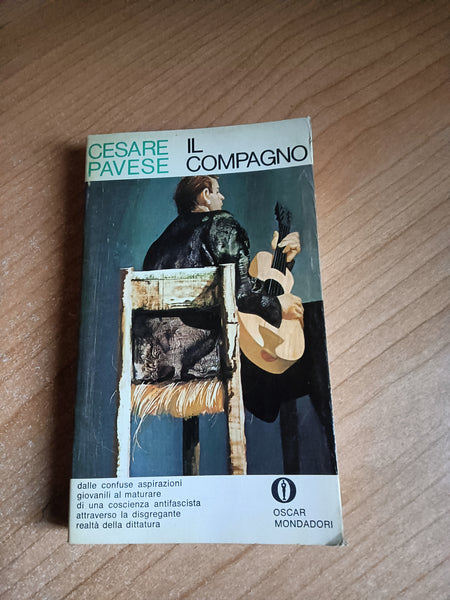 CESARE
PAVESE
IL
COMPAGNO
dalle confuse aspirazioni
giovanili al maturare
di una coscienza antifascista
attraverso la disgregante
realtà della dittatura
OSCAR
MONDADORI